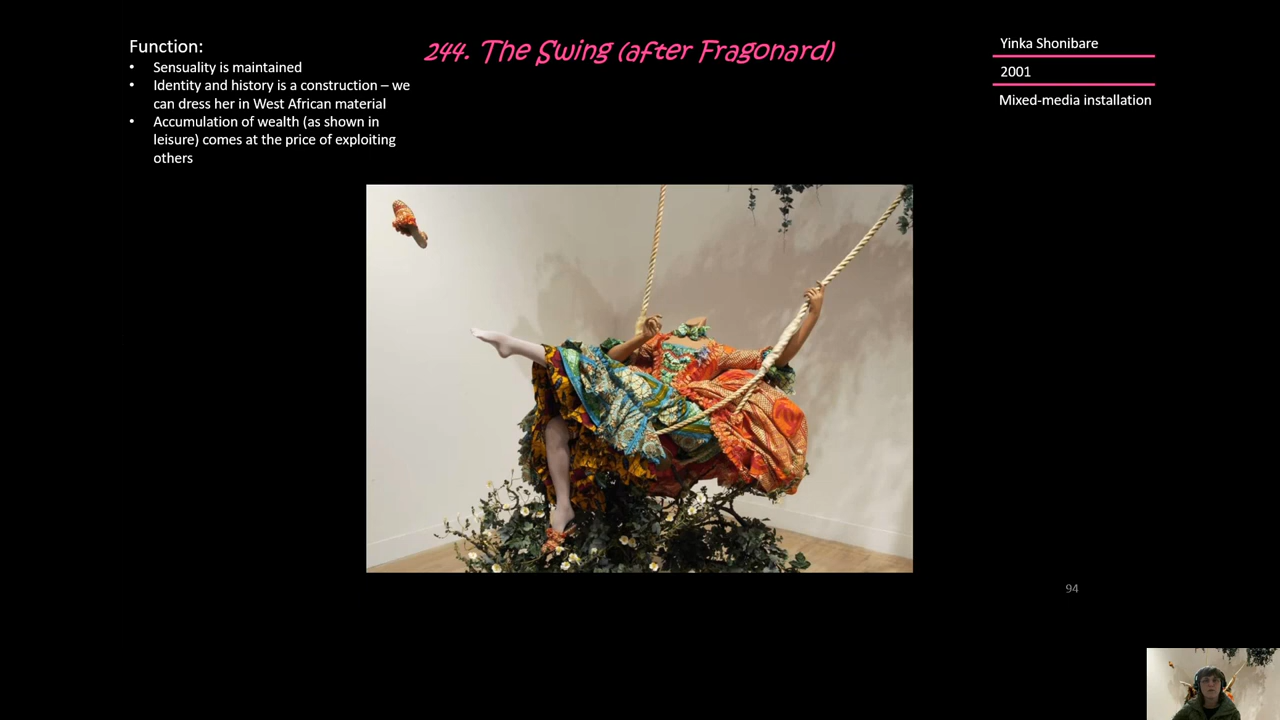 Function:
• Sensuality is maintained
• Identity and history is a construction – we
can dress her in West African material
• Accumulation of wealth (as shown in
leisure) comes at the price of exploiting
others
244. The Swing (after Fragonard)
Yinka Shonibare
2001
Mixed-media installation
94